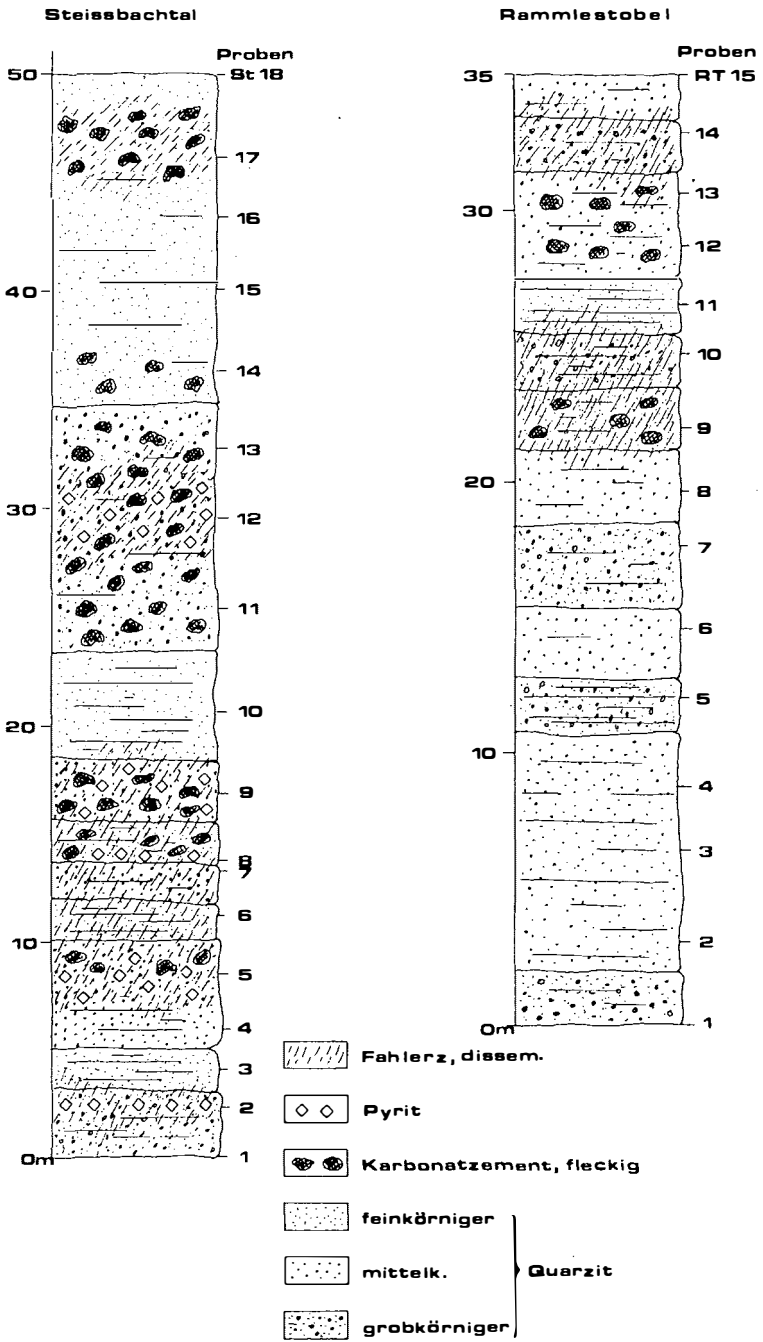 Steissbachtal
Proben
50 St 18
17
16
40 15
14
13
30 12
11
20 10
9
8
7
6
10 5
4
3
2
0m 1
Rammlestobel
Proben
35 RT 15
14
30 13
12
11
10
9
20 8
7
6
5
10 4
3
2
0m 1
Fahlerz, dissem.
Pyrit
Karbonatzement, fleckig
feinkörniger
mittelk. Quarzit
grobkörniger